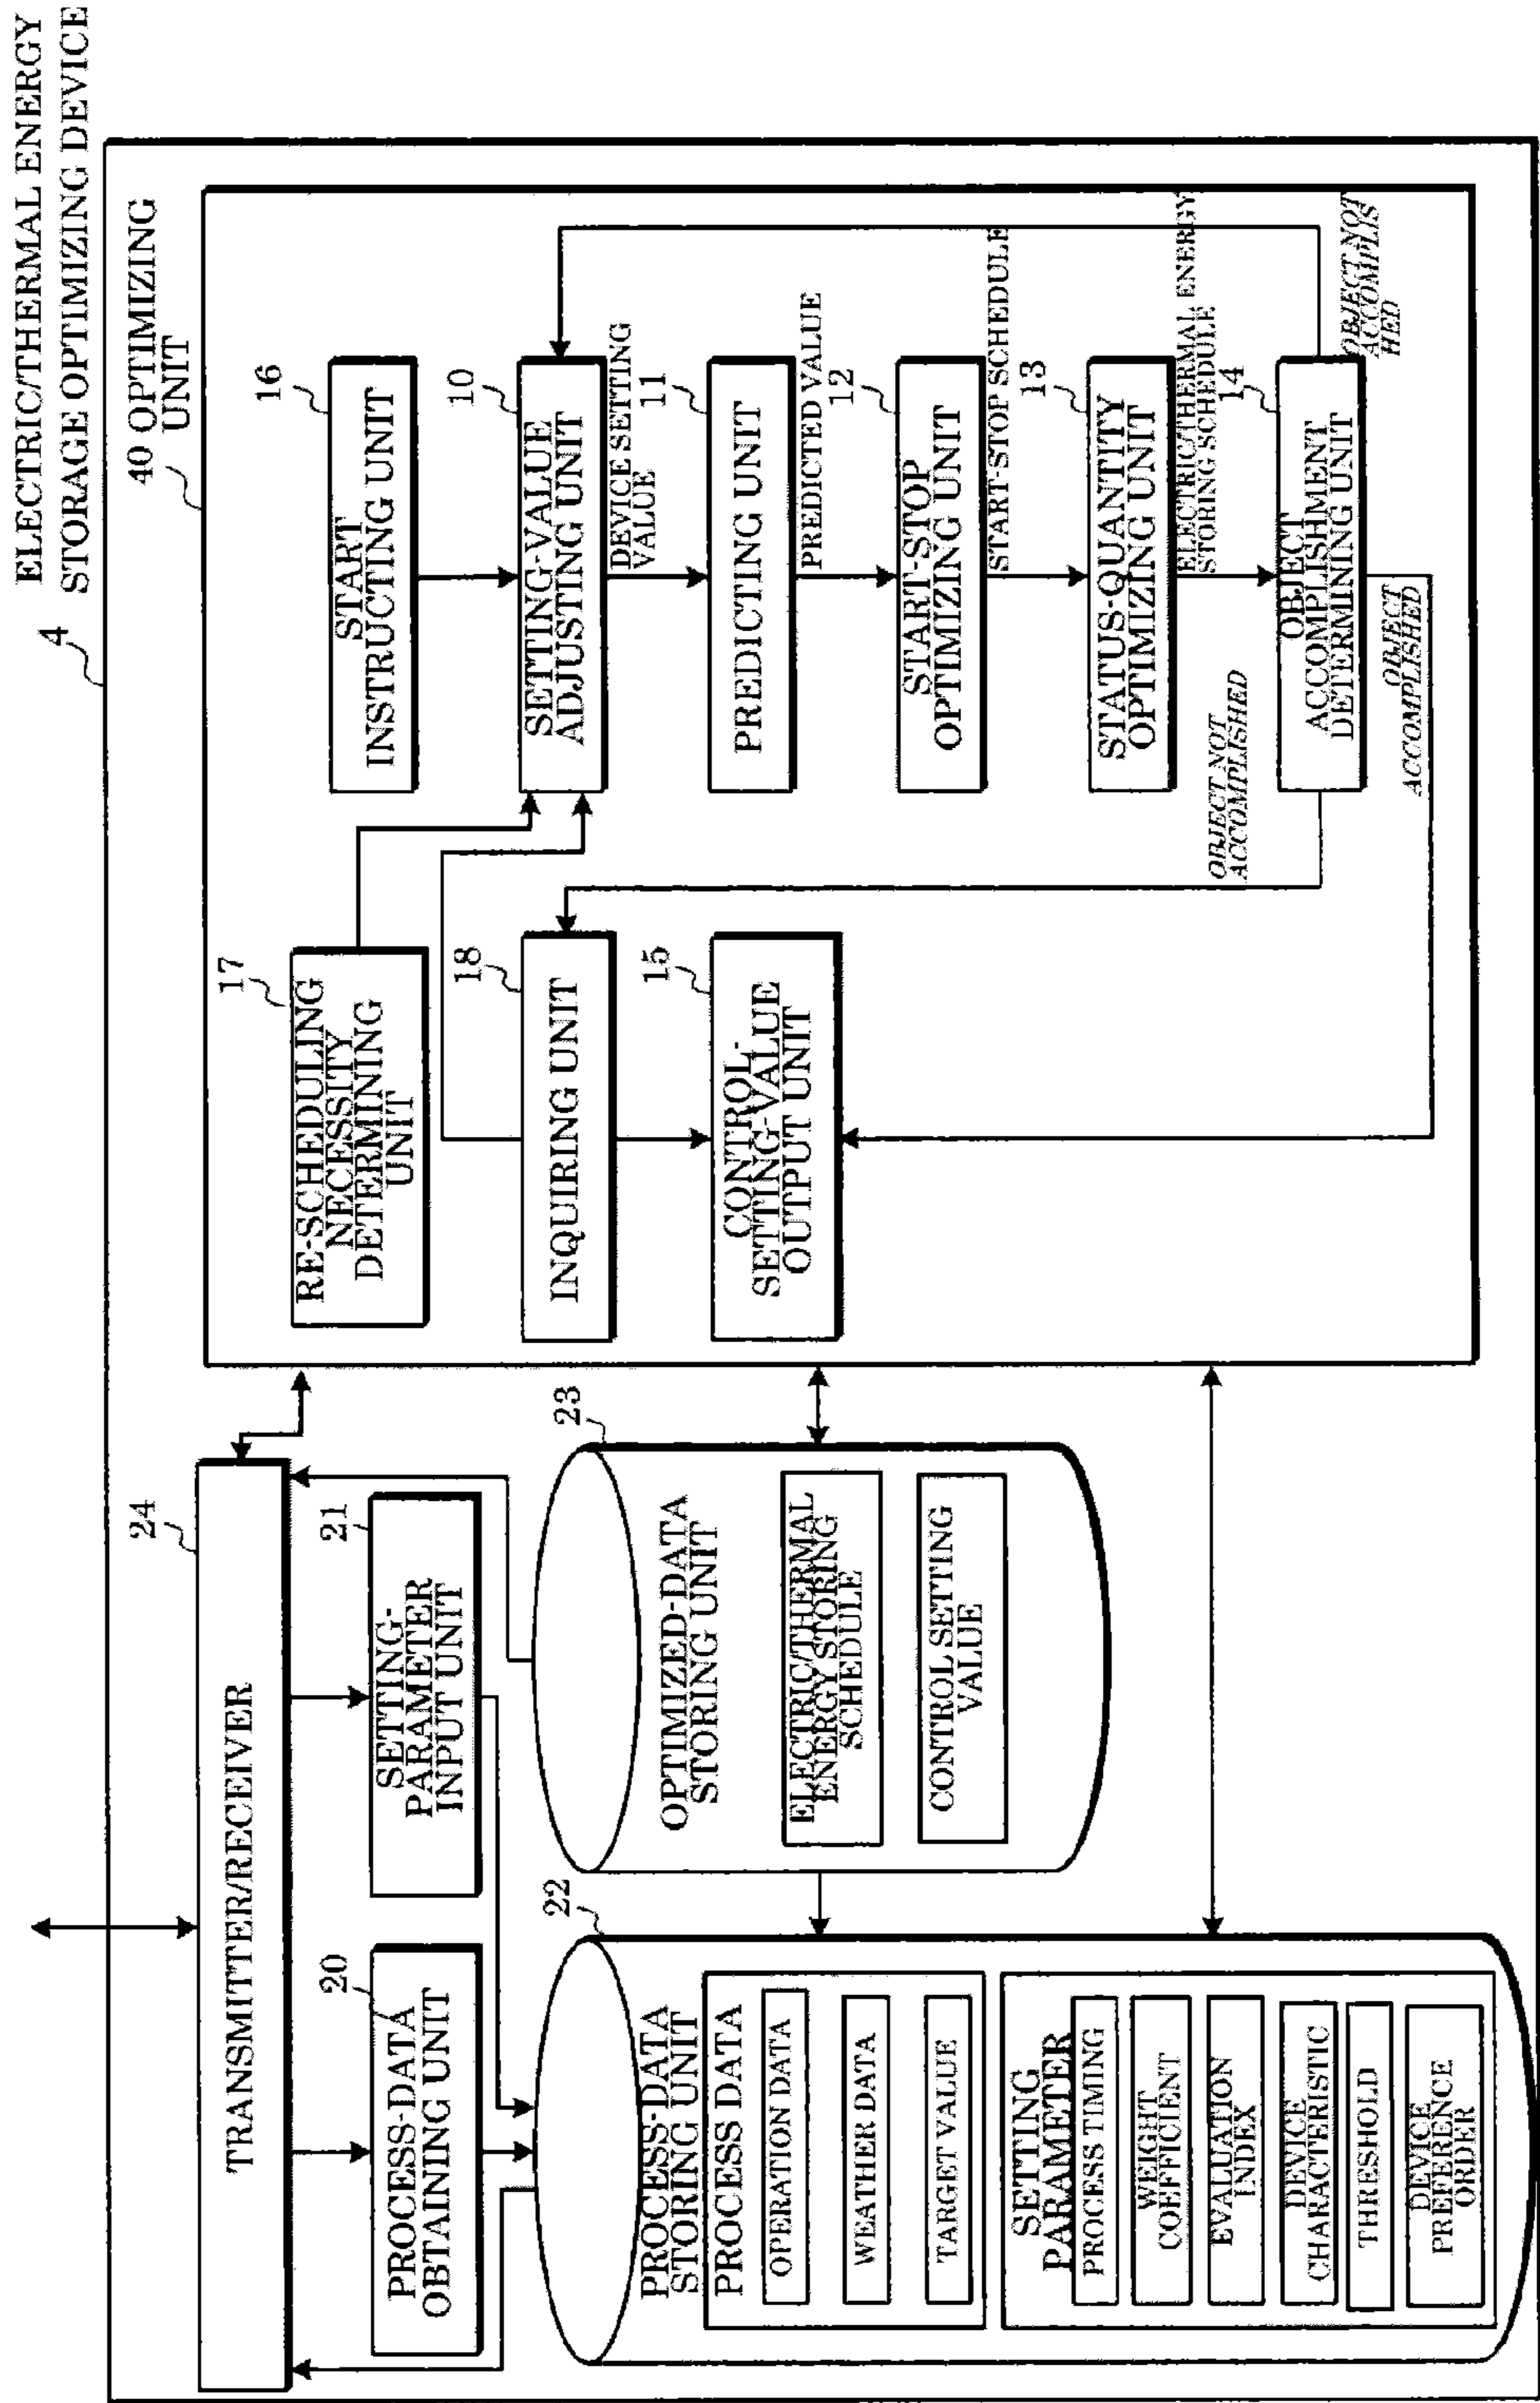 ELECTRIC/THERMAL ENERGY
STORAGE OPTIMIZING DEVICE
4
24
TRANSMITTER/RECEIVER
20
PROCESS-DATA
OBTAINING UNIT
21
SETTING-
PARAMETER
INPUT UNIT
22
PROCESS-DATA
STORING UNIT
PROCESS DATA
OPERATION DATA
WEATHER DATA
TARGET VALUE
SETTING
PARAMETER
PROCESS TIMING
WEIGHT
COEFFICIENT
EVALUATION
INDEX
DEVICE
CHARACTERISTIC
THRESHOLD
DEVICE
PREFERENCE
ORDER
23
OPTIMIZED-DATA
STORING UNIT
ELECTRIC/THERMAL
ENERGY STORING
SCHEDULE
CONTROL SETTING
VALUE
40 OPTIMIZING
UNIT
17
RE-SCHEDULING
NECESSITY
DETERMINING
UNIT
18
INQUIRING UNIT
15
CONTROL-
SETTING-VALUE
OUTPUT UNIT
16
START
INSTRUCTING UNIT
10
SETTING-VALUE
ADJUSTING UNIT
DEVICE SETTING
VALUE
11
PREDICTING UNIT
PREDICTED VALUE
12
START-STOP
OPTIMIZING UNIT
START-STOP SCHEDULE
13
STATUS-QUANTITY
OPTIMIZING UNIT
ELECTRIC/THERMAL ENERGY
STORING SCHEDULE
14
OBJECT
ACCOMPLISHMENT
DETERMINING UNIT
OBJECT NOT
ACCOMPLISHED
OBJECT
ACCOMPLISHED
OBJECT NOT
ACCOMPLIS
HED